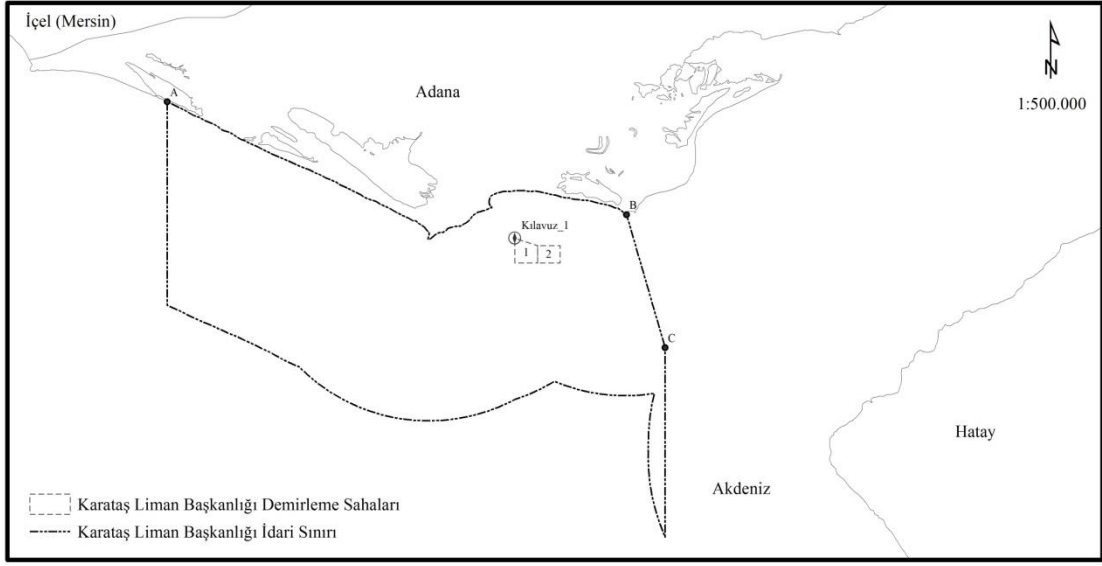 İçel (Mersin)
Adana
N
1:500.000
A
B
Kılavuz_1
1
2
C
Hatay
Akdeniz
Karataş Liman Başkanlığı Demirleme Sahaları
Karataş Liman Başkanlığı İdari Sınırı